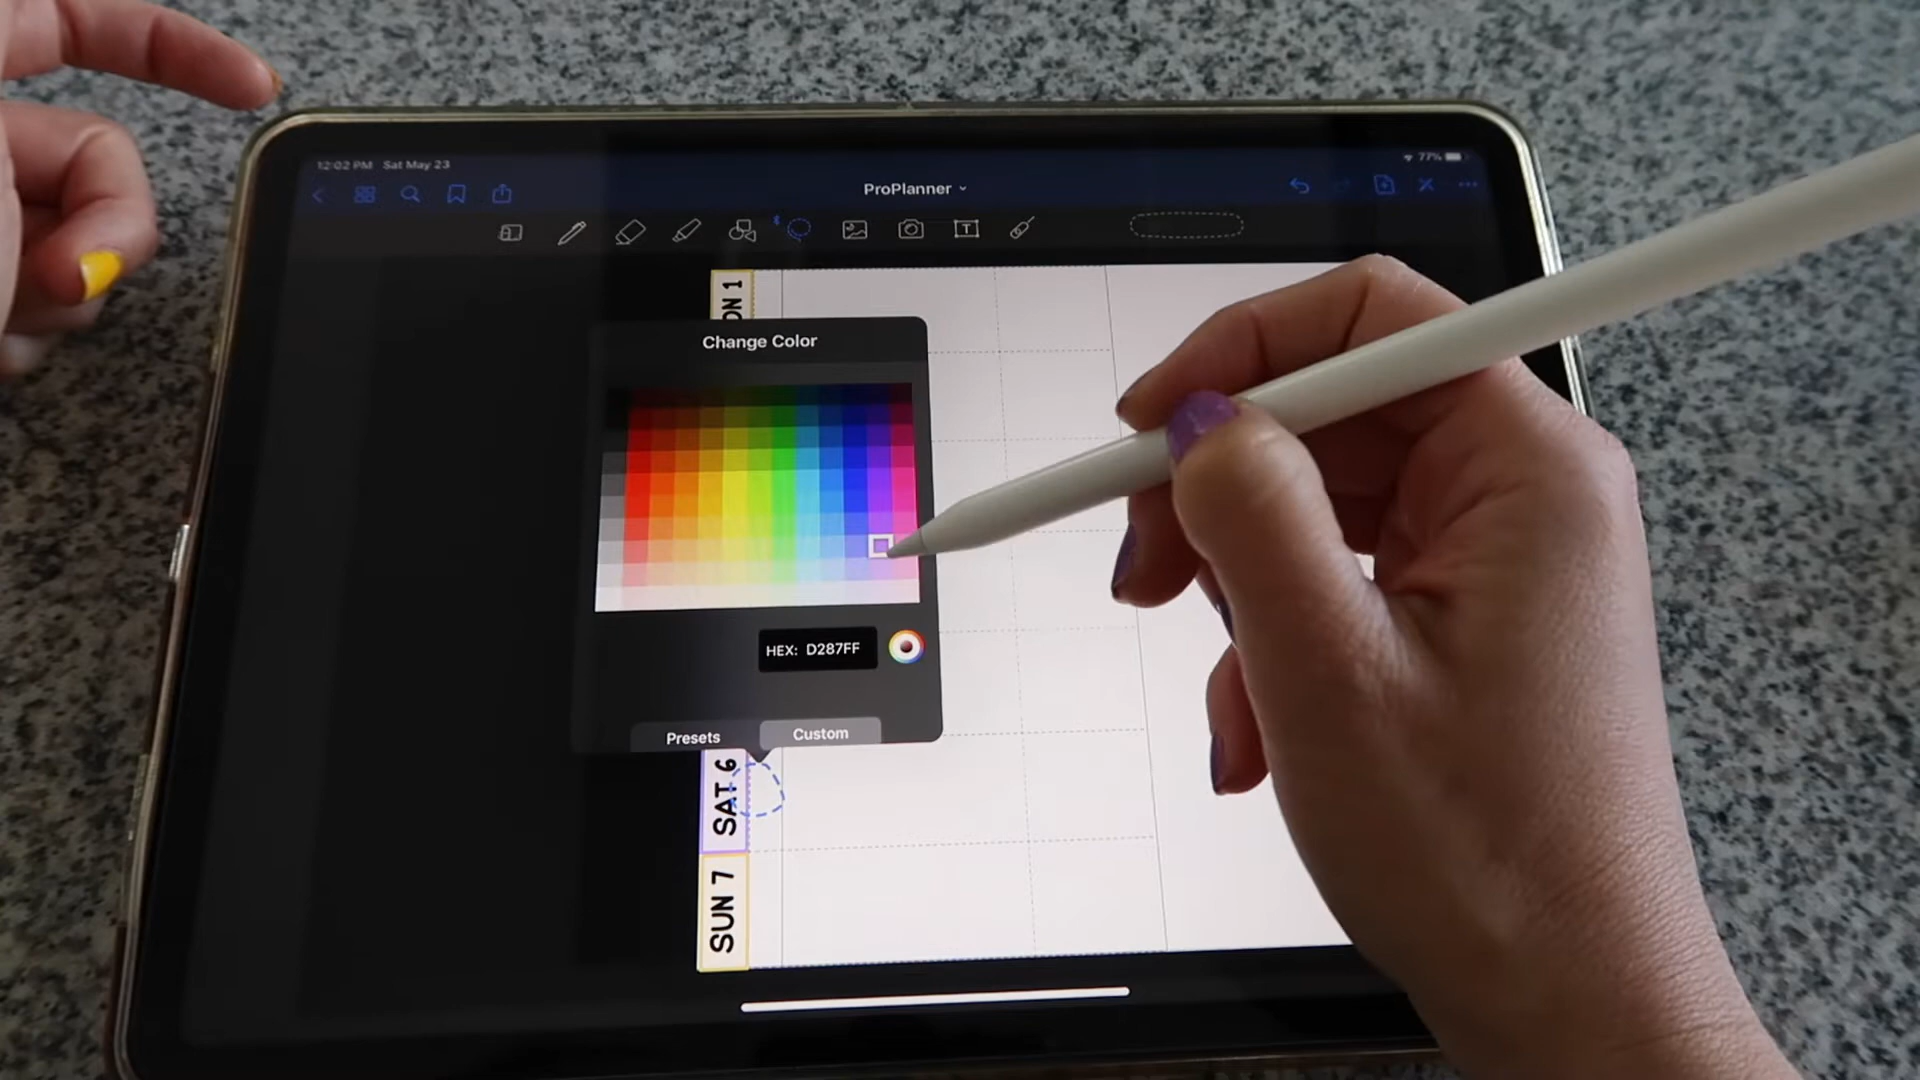 12:02 PM Sat May 23
77%
ProPlanner
T
ON 1
Change Color
HEX: D287FF
Presets
Custom
SAT 6
SUN 7